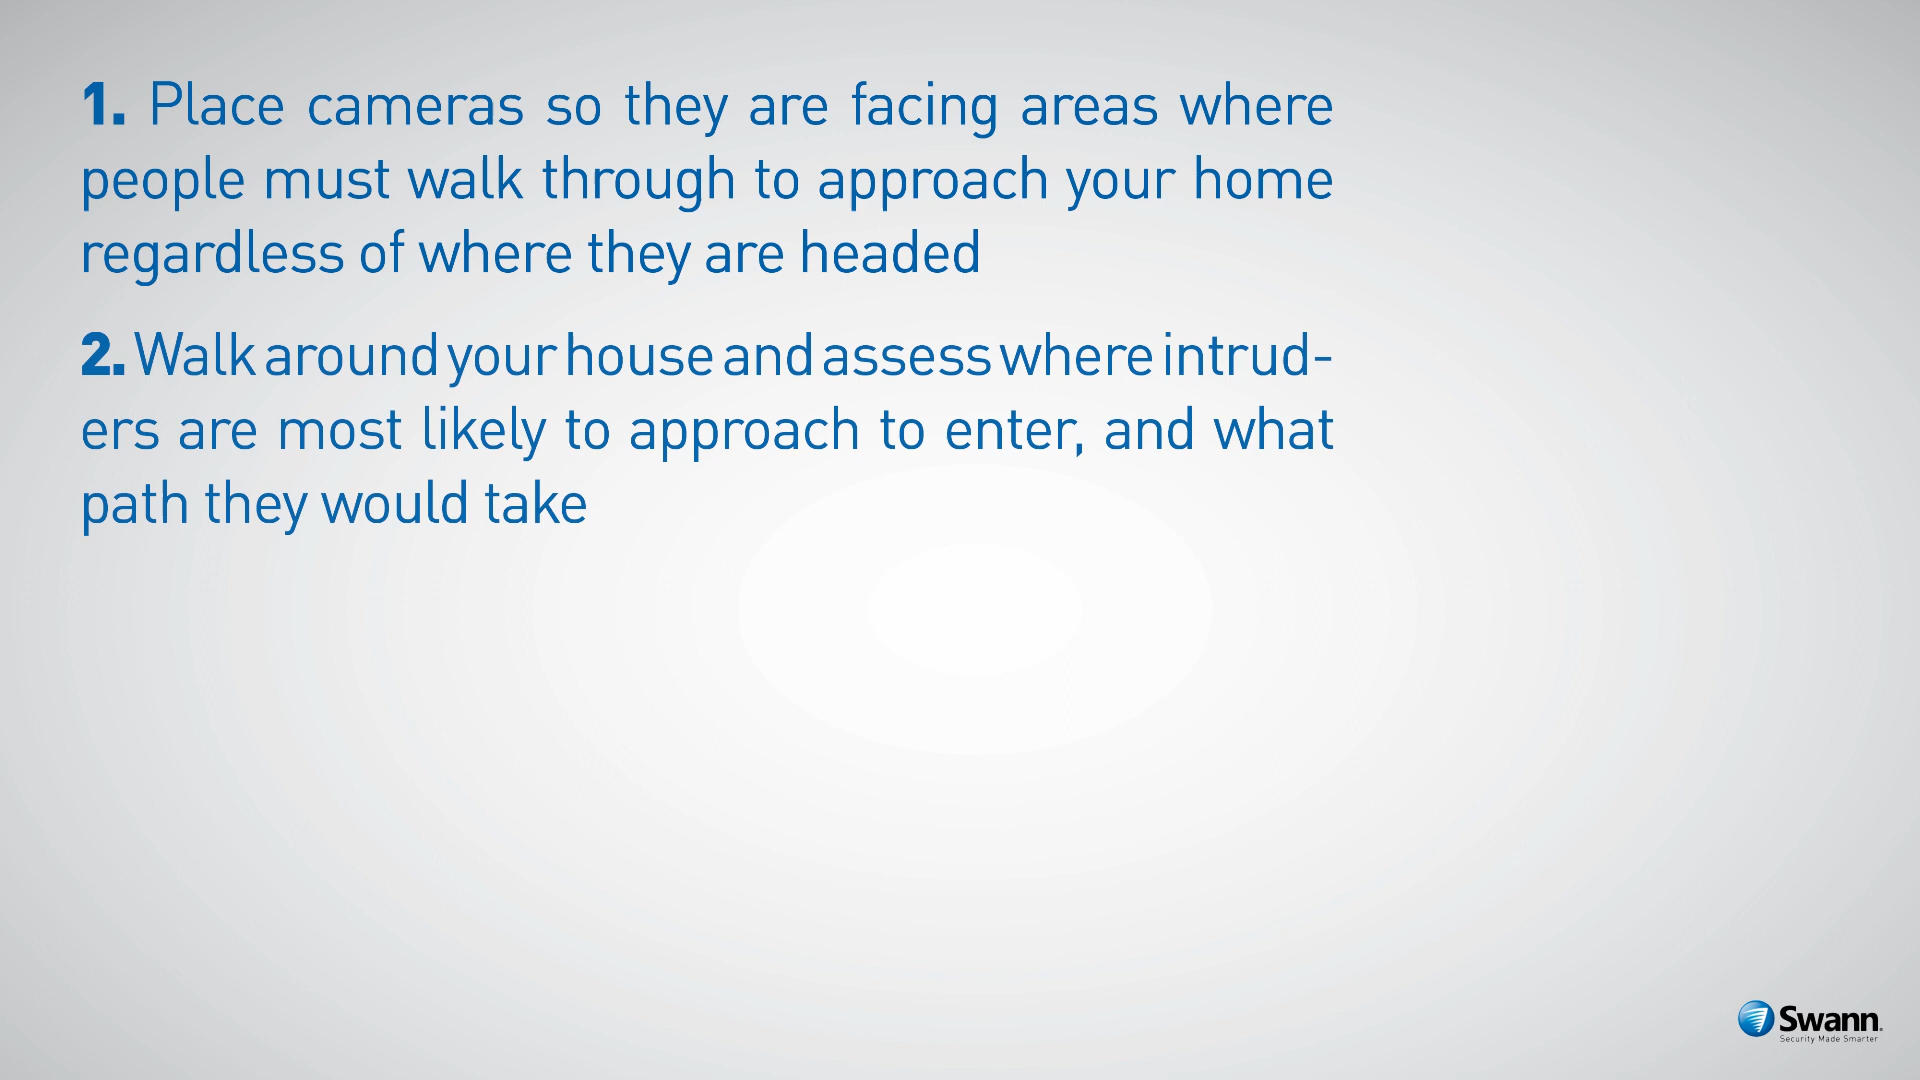 1. Place cameras so they are facing areas where
people must walk through to approach your home
regardless of where they are headed
2. Walk around your house and assess where intrud-
ers are most likely to approach to enter, and what
path they would take
Swann.
Security Made Smarter